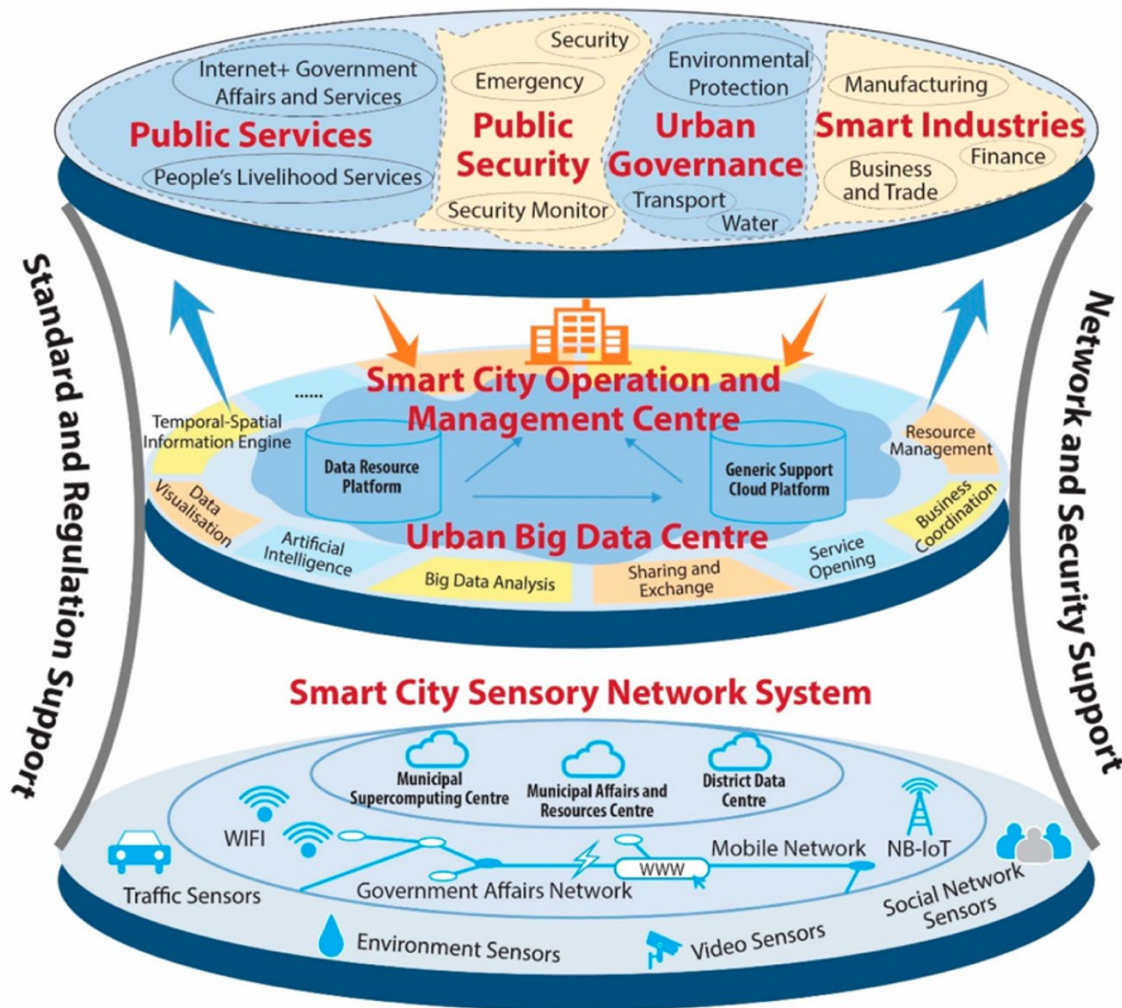 Internet+ Government
Affairs and Services
Public Services
People's Livelihood Services
Security
Emergency
Public
Security
Security Monitor
Environmental
Protection
Urban
Governance
Transport
Water
Manufacturing
Smart Industries
Business
and Trade
Finance
Standard and Regulation Support
Network and Security Support
Smart City Operation and
Management Centre
......
Temporal-Spatial
Information Engine
Data Resource
Platform
Generic Support
Cloud Platform
Resource
Management
Data
Visualisation
Artificial
Intelligence
Urban Big Data Centre
Big Data Analysis
Sharing and
Exchange
Service
Opening
Business
Coordination
Smart City Sensory Network System
Municipal
Supercomputing Centre
Municipal Affairs and
Resources Centre
District Data
Centre
WIFI
Government Affairs Network
WWW
Mobile Network
NB-IoT
Traffic Sensors
Environment Sensors
Video Sensors
Social Network
Sensors